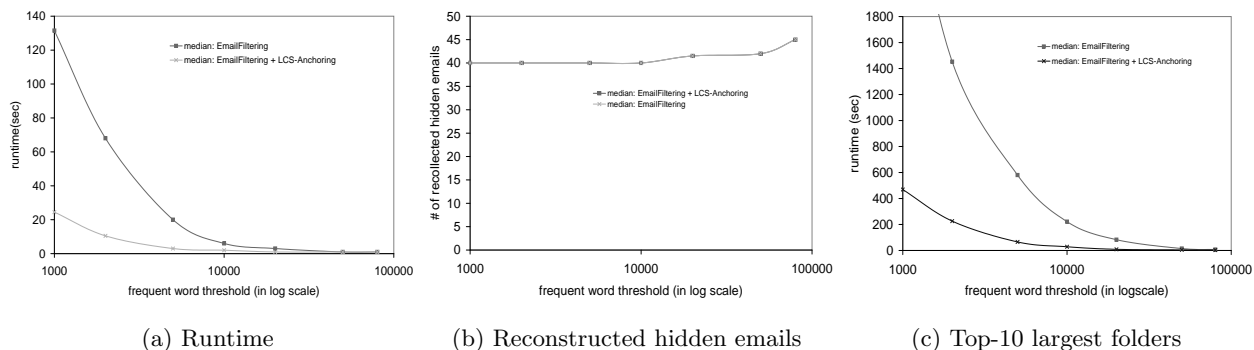 140
120
100
80
60
40
20
0
runtime(sec)
median: EmailFiltering
median: EmailFiltering + LCS-Anchoring
1000
10000
100000
frequent word threshold (in log scale)
(a) Runtime
50
45
40
35
30
25
20
15
10
5
0
# of recollected hidden emails
median: EmailFiltering + LCS-Anchoring
median: EmailFiltering
1000
10000
100000
frequent word threshold (in log scale)
(b) Reconstructed hidden emails
1800
1600
1400
1200
1000
800
600
400
200
0
runtime (sec)
median: EmailFiltering
median: EmailFiltering + LCS-Anchoring
1000
10000
100000
frequent word threshold (in logscale)
(c) Top-10 largest folders